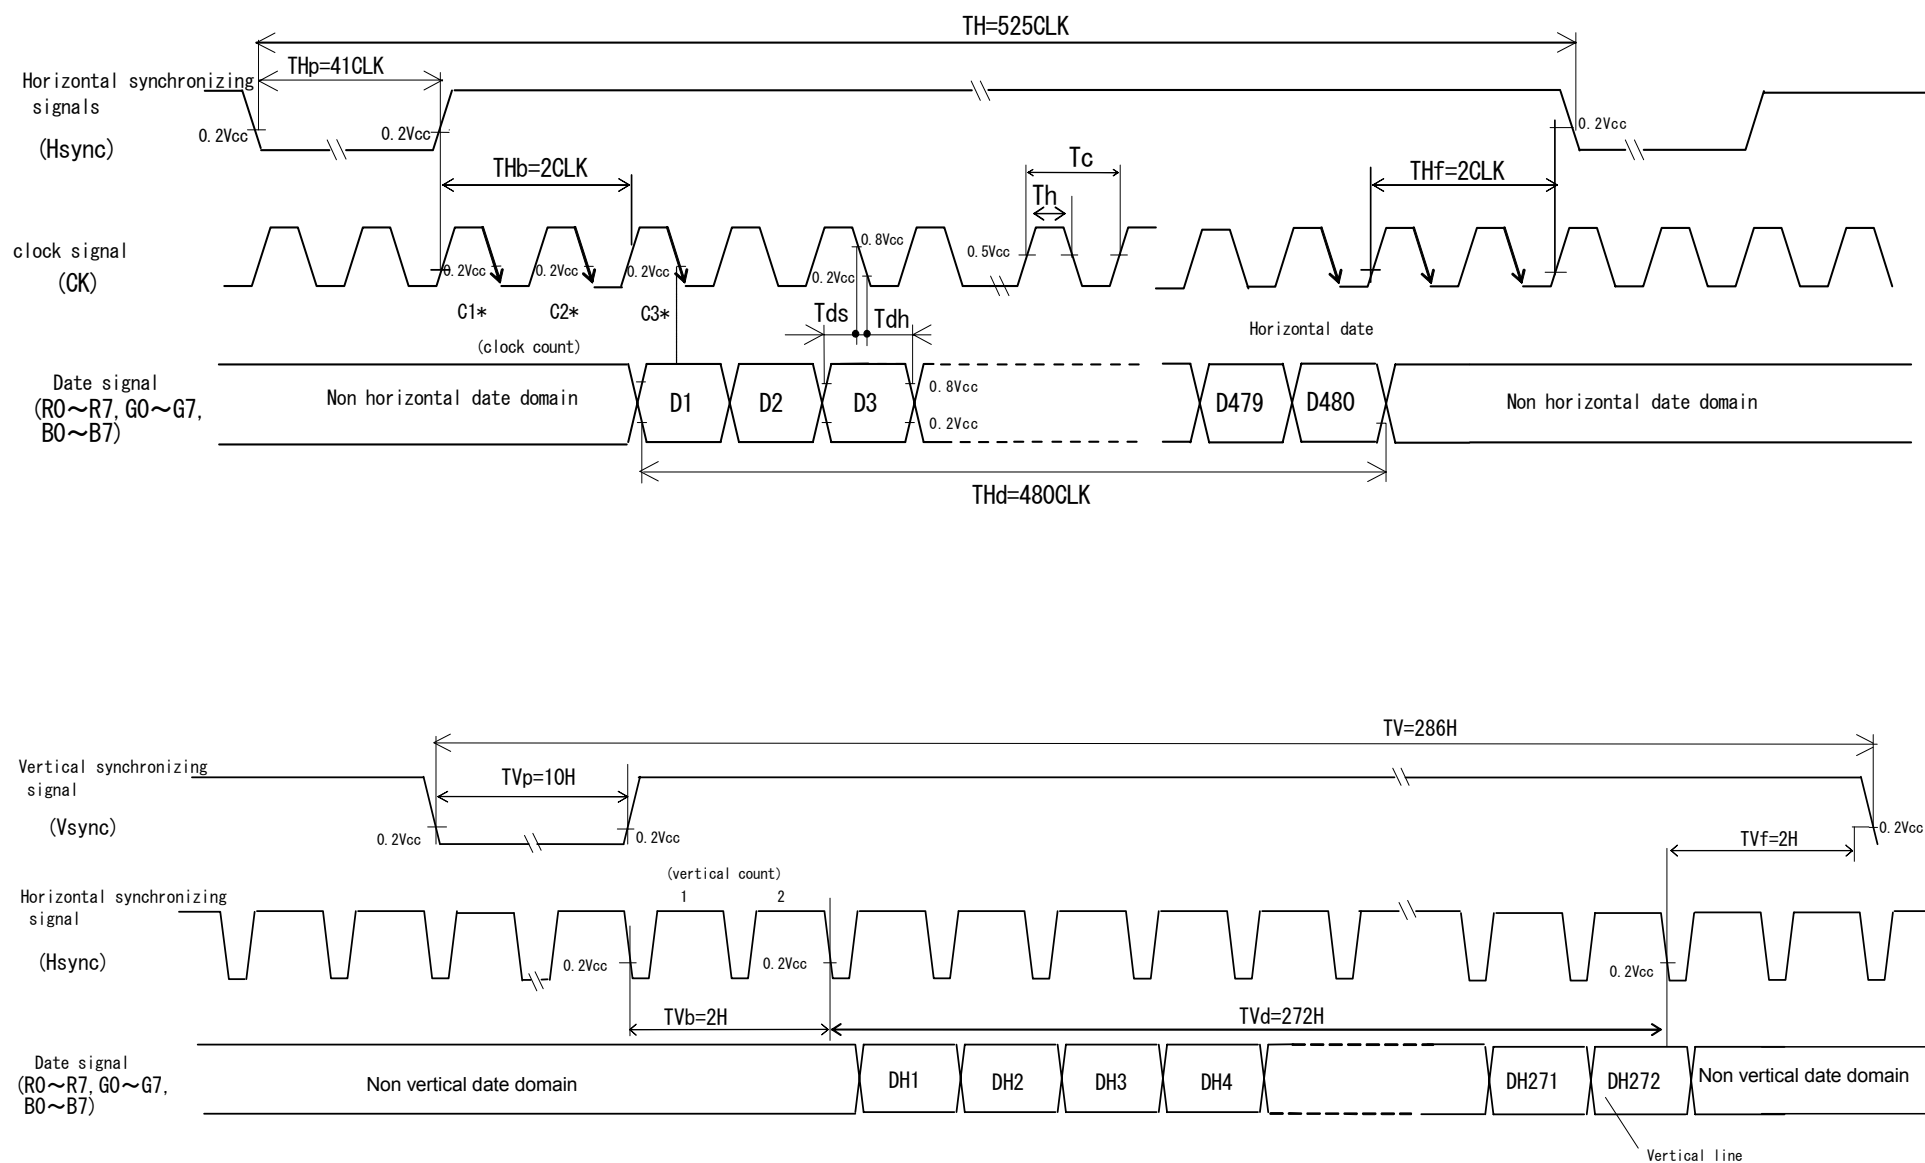 TH=525CLK
THp=41CLK
Horizontal synchronizing
signals
(Hsync)
0.2Vcc
0.2Vcc
0.2Vcc
THb=2CLK
Tc
Th
THf=2CLK
clock signal
(CK)
0.2Vcc
0.2Vcc
0.2Vcc
0.8Vcc
0.2Vcc
0.5Vcc
C1*
C2*
C3*
Tds
Tdh
(clock count)
Horizontal date
Date signal
(R0～R7, G0～G7,
B0～B7)
Non horizontal date domain
D1
D2
D3
0.8Vcc
0.2Vcc
D479
D480
Non horizontal date domain
THd=480CLK
TV=286H
Vertical synchronizing
signal
(Vsync)
TVp=10H
0.2Vcc
0.2Vcc
0.2Vcc
TVf=2H
(vertical count)
1
2
Horizontal synchronizing
signal
(Hsync)
0.2Vcc
0.2Vcc
0.2Vcc
TVb=2H
TVd=272H
Date signal
(R0～R7, G0～G7,
B0～B7)
Non vertical date domain
DH1
DH2
DH3
DH4
DH271
DH272
Non vertical date domain
Vertical line